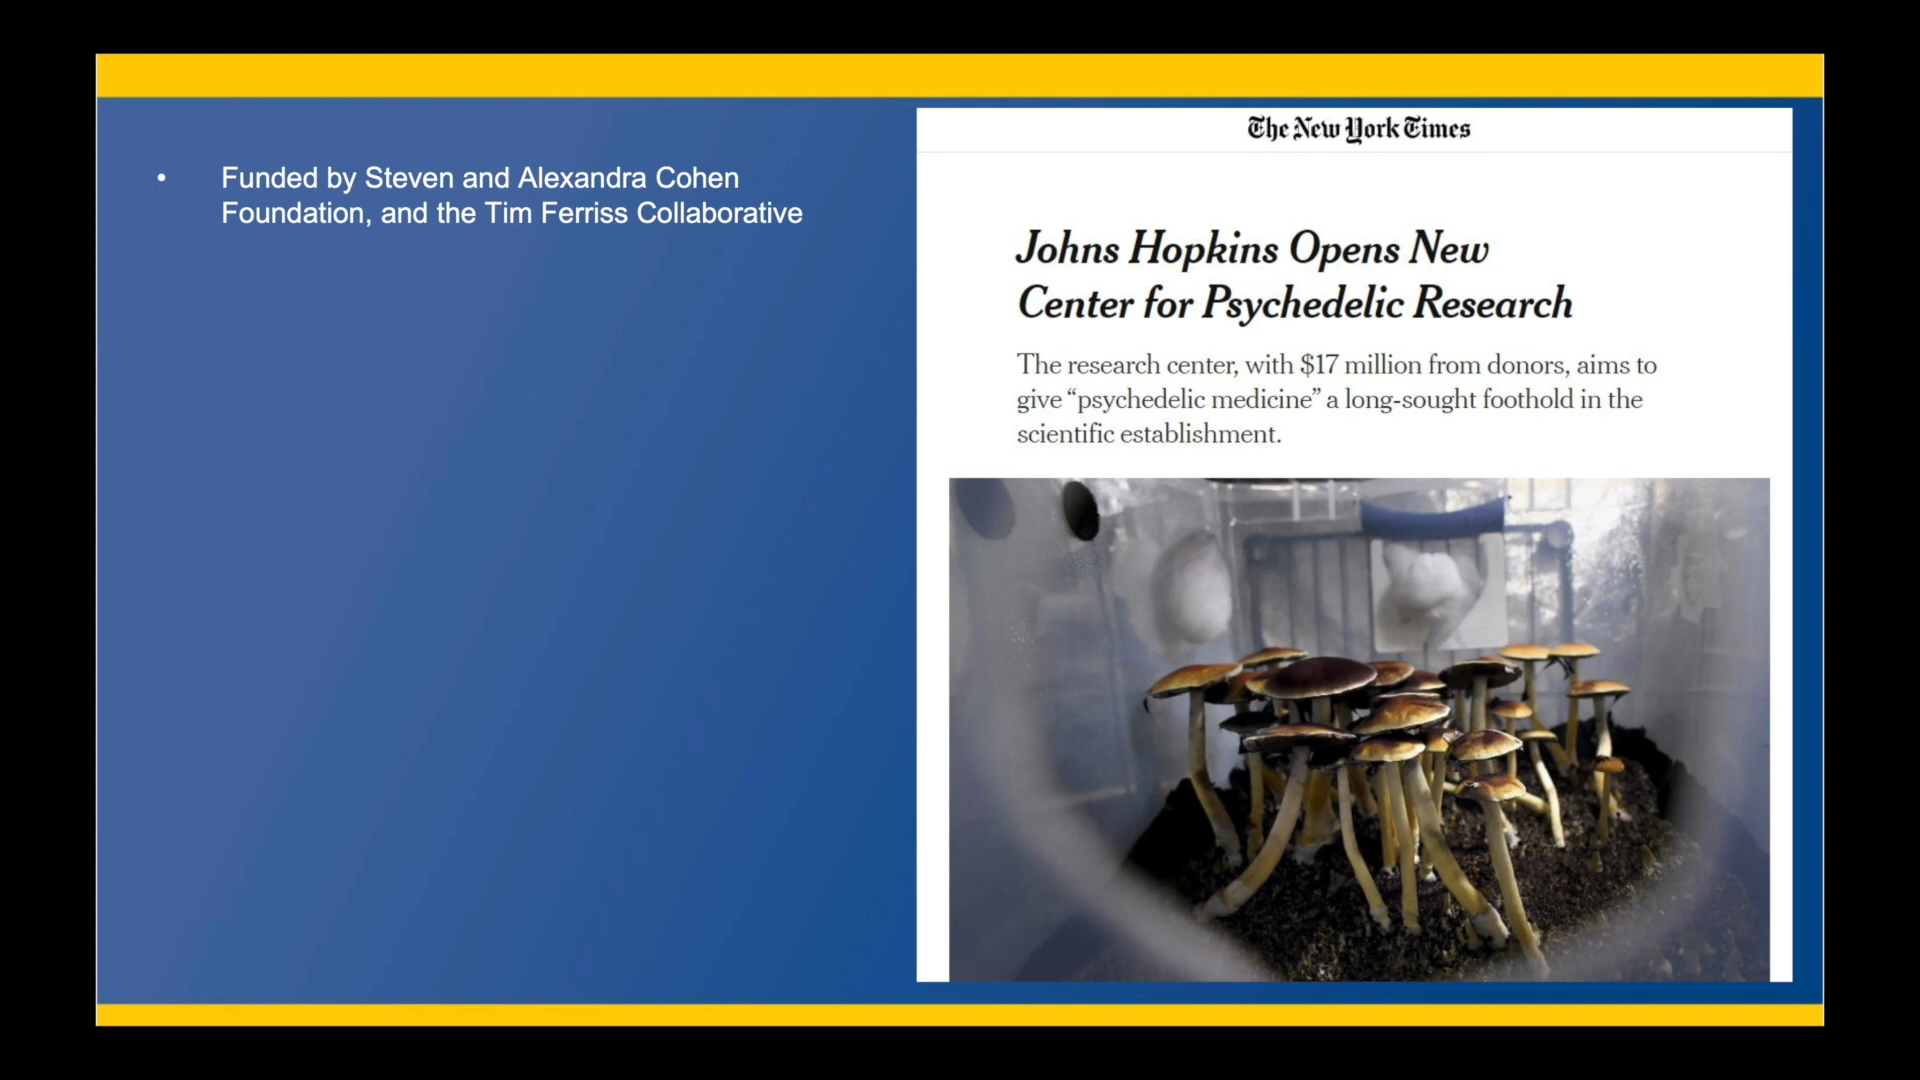 • Funded by Steven and Alexandra Cohen
Foundation, and the Tim Ferriss Collaborative
The New York Times
Johns Hopkins Opens New
Center for Psychedelic Research
The research center, with $17 million from donors, aims to
give “psychedelic medicine” a long-sought foothold in the
scientific establishment.